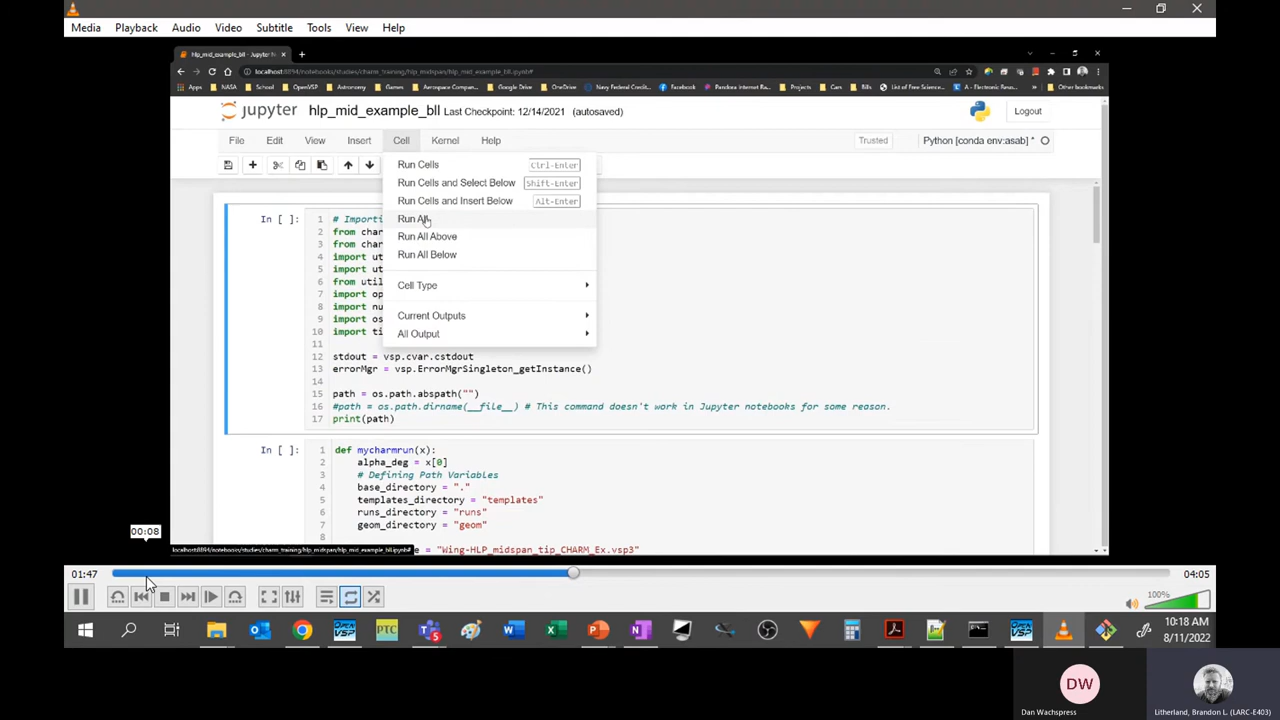 Media Playback Audio Video Subtitle Tools View Help
hlp_mid_example_bll - Jupyter N
localhost:8894/notebooks/studies/charm_training/hlp_midspan/hlp_mid_example_bll.ipynb#
Apps NASA School OpenVSP Astronomy Games Aerospace Compan... Google Drive OneDrive Navy Federal Credit... Facebook Pandora Internet Ra... Projects Cars Bills List of Free Science... A - Electronic Reso... Other bookmarks
jupyter hlp_mid_example_bll Last Checkpoint: 12/14/2021 (autosaved) Logout
File Edit View Insert Cell Kernel Help Trusted Python [conda env:asab] *
Run Cells Ctrl-Enter
Run Cells and Select Below Shift-Enter
Run Cells and Insert Below Alt-Enter
Run All
Run All Above
Run All Below
Cell Type
Current Outputs
All Output
In [ ]: 1 # Importi
2 from char
3 from char
4 import ut
5 import ut
6 from util
7 import op
8 import nu
9 import os
10 import ti
11
12 stdout = vsp.cvar.cstdout
13 errorMgr = vsp.ErrorMgrSingleton_getInstance()
14
15 path = os.path.abspath("")
16 #path = os.path.dirname(__file__) # This command doesn't work in Jupyter notebooks for some reason.
17 print(path)
In [ ]: 1 def mycharmrun(x):
2 alpha_deg = x[0]
3 # Defining Path Variables
4 base_directory = "."
5 templates_directory = "templates"
6 runs_directory = "runs"
7 geom_directory = "geom"
8
e = "Wing-HLP_midspan_tip_CHARM_Ex.vsp3"
localhost:8894/notebooks/studies/charm_training/hlp_midspan/hlp_mid_example_bll.ipynb#
00:08
01:47 04:05
100%
10:18 AM
8/11/2022
DW
Dan Wachspress
Litherland, Brandon L. (LARC-E403)